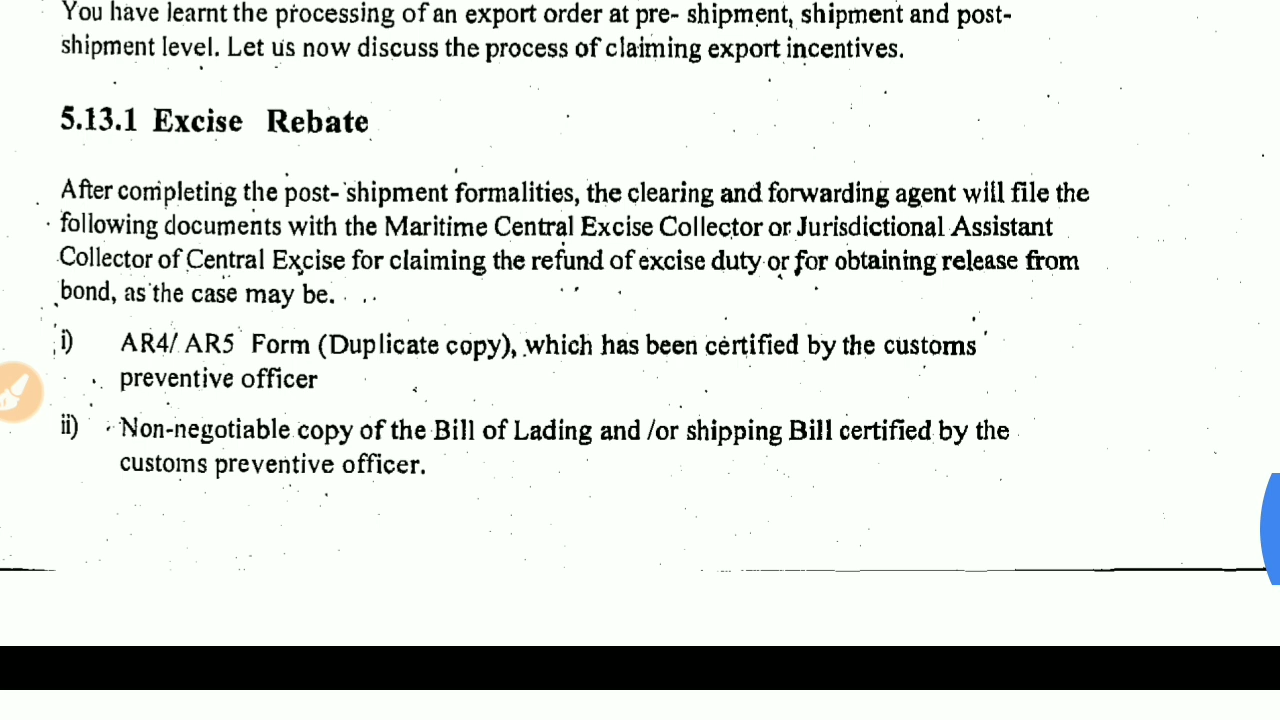 You have learnt the processing of an export order at pre- shipment, shipment and post-
shipment level. Let us now discuss the process of claiming export incentives.
5.13.1 Excise Rebate
After completing the post- shipment formalities, the clearing and forwarding agent will file the
following documents with the Maritime Central Excise Collector or Jurisdictional Assistant
Collector of Central Excise for claiming the refund of excise duty or for obtaining release from
bond, as the case may be.
i) AR4/ AR5 Form (Duplicate copy), which has been certified by the customs
preventive officer
ii) Non-negotiable copy of the Bill of Lading and /or shipping Bill certified by the
customs preventive officer.